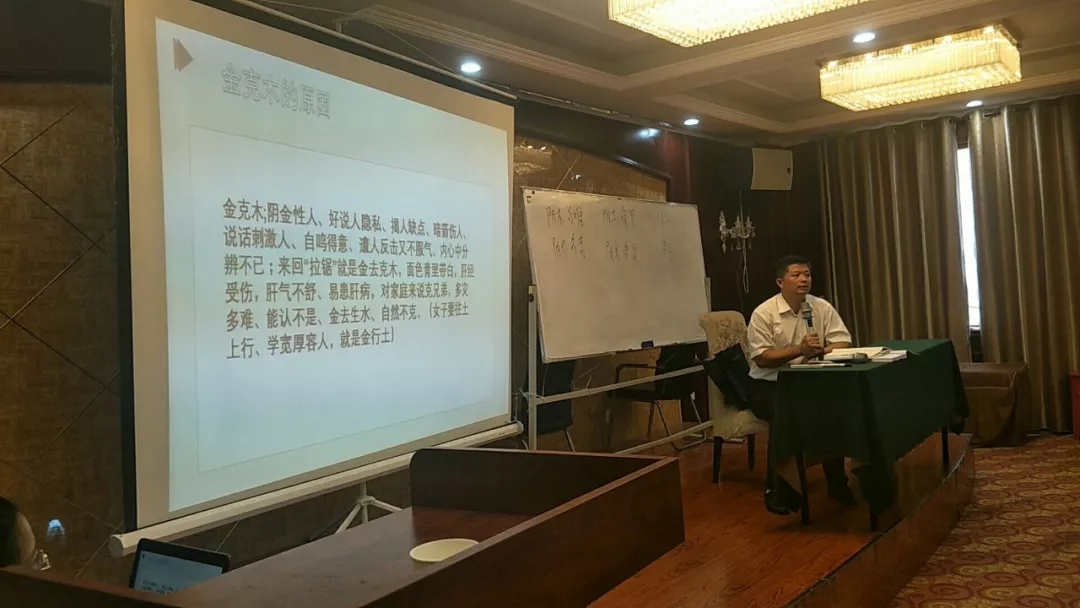 金克木的原因
金克木;阴金性人、好说人隐私、揭人缺点、暗箭伤人、
说话刺激人、自鸣得意、遭人反击又不服气、内心中分
辨不已；来回"拉锯"就是金去克木，面色青里带白，肝经
受伤，肝气不舒、易患肝病，对家庭来说克兄弟，多灾
多难、能认不是、金去生水、自然不克、（女子要往土
上行、学宽厚容人，就是金行土）
阴木